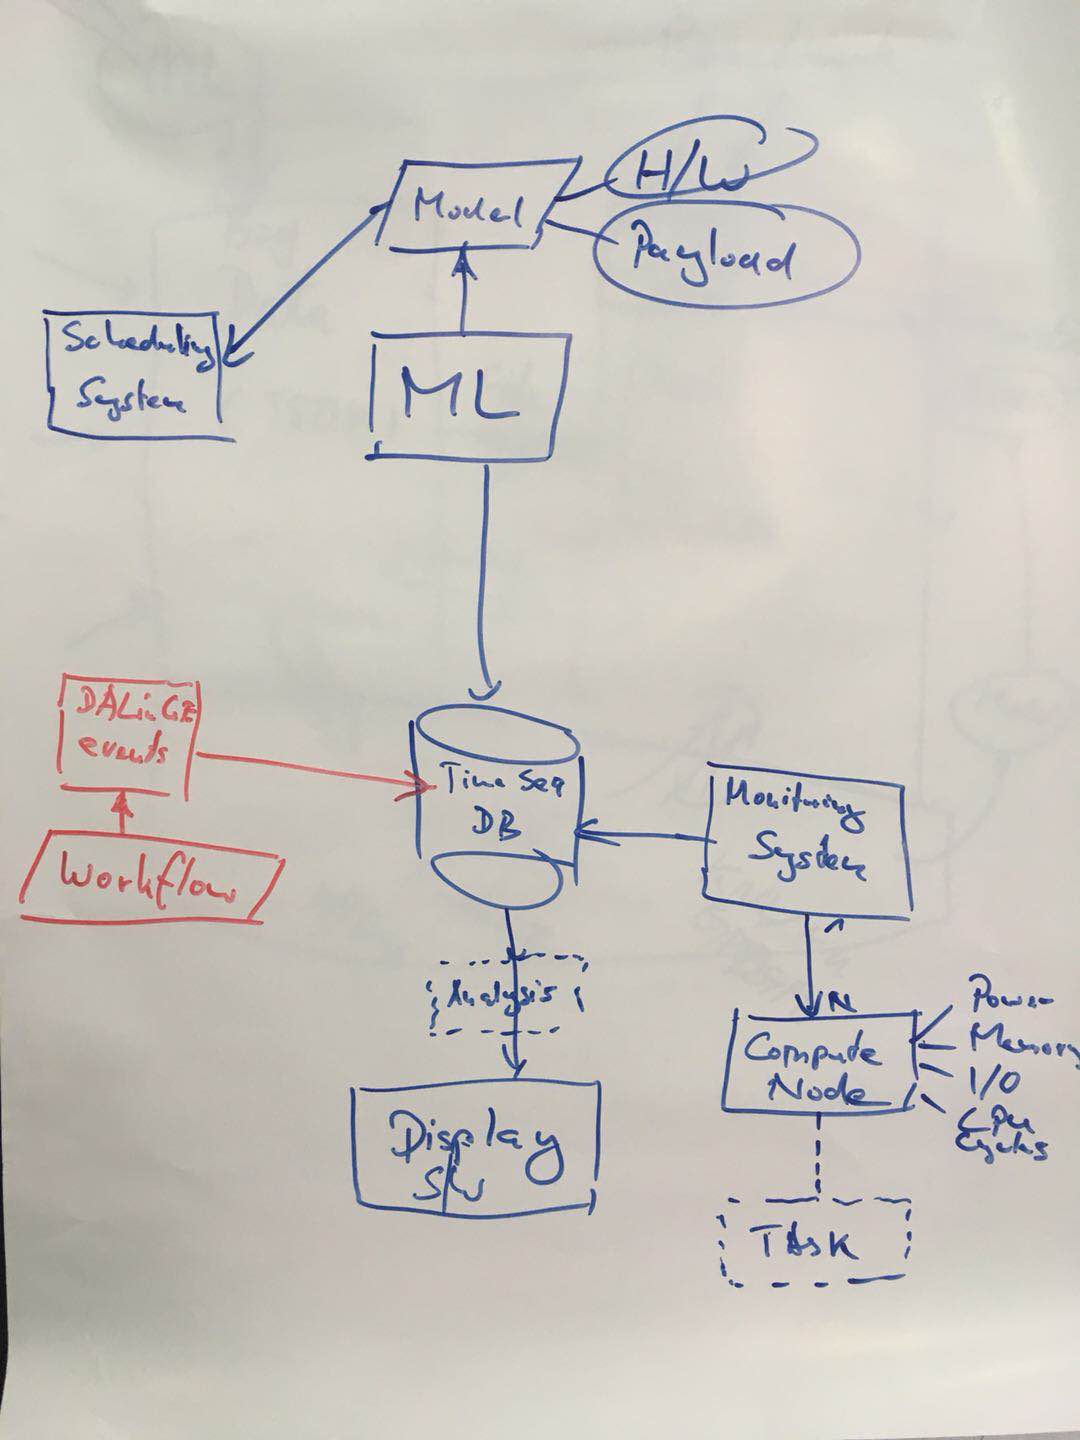 H/W
Model
Payload
Scheduling
System
ML
DALiuGE
events
Time Seq
DB
Monitoring
System
Workflow
Analysis
1
N
Power
Memory
I/O
CPU
Cycles
Compute
Node
Display
S/W
TASK